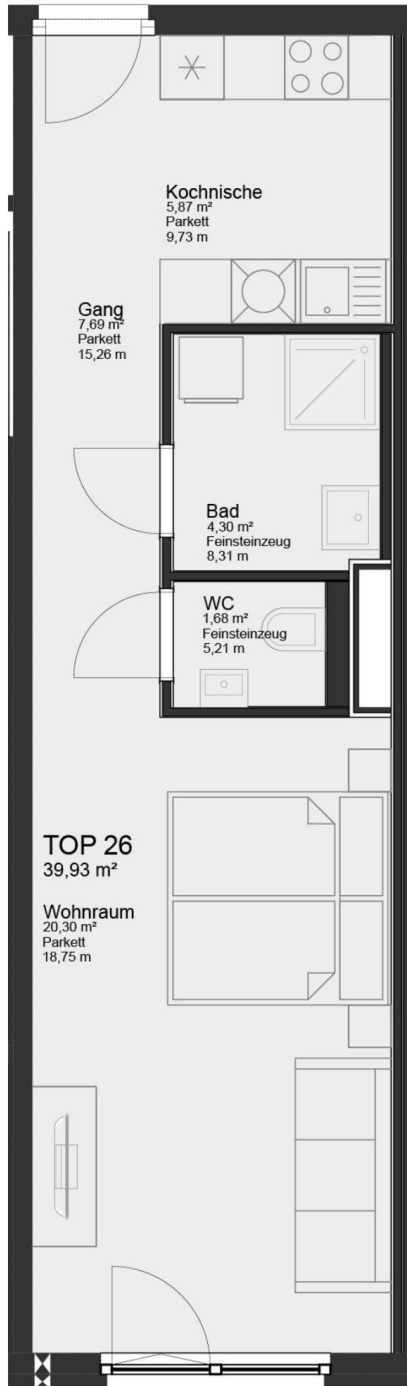 Kochnische
5,87 m²
Parkett
9,73 m
Gang
7,69 m²
Parkett
15,26 m
Bad
4,30 m²
Feinsteinzeug
8,31 m
WC
1,68 m²
Feinsteinzeug
5,21 m
TOP 26
39,93 m²
Wohnraum
20,30 m²
Parkett
18,75 m